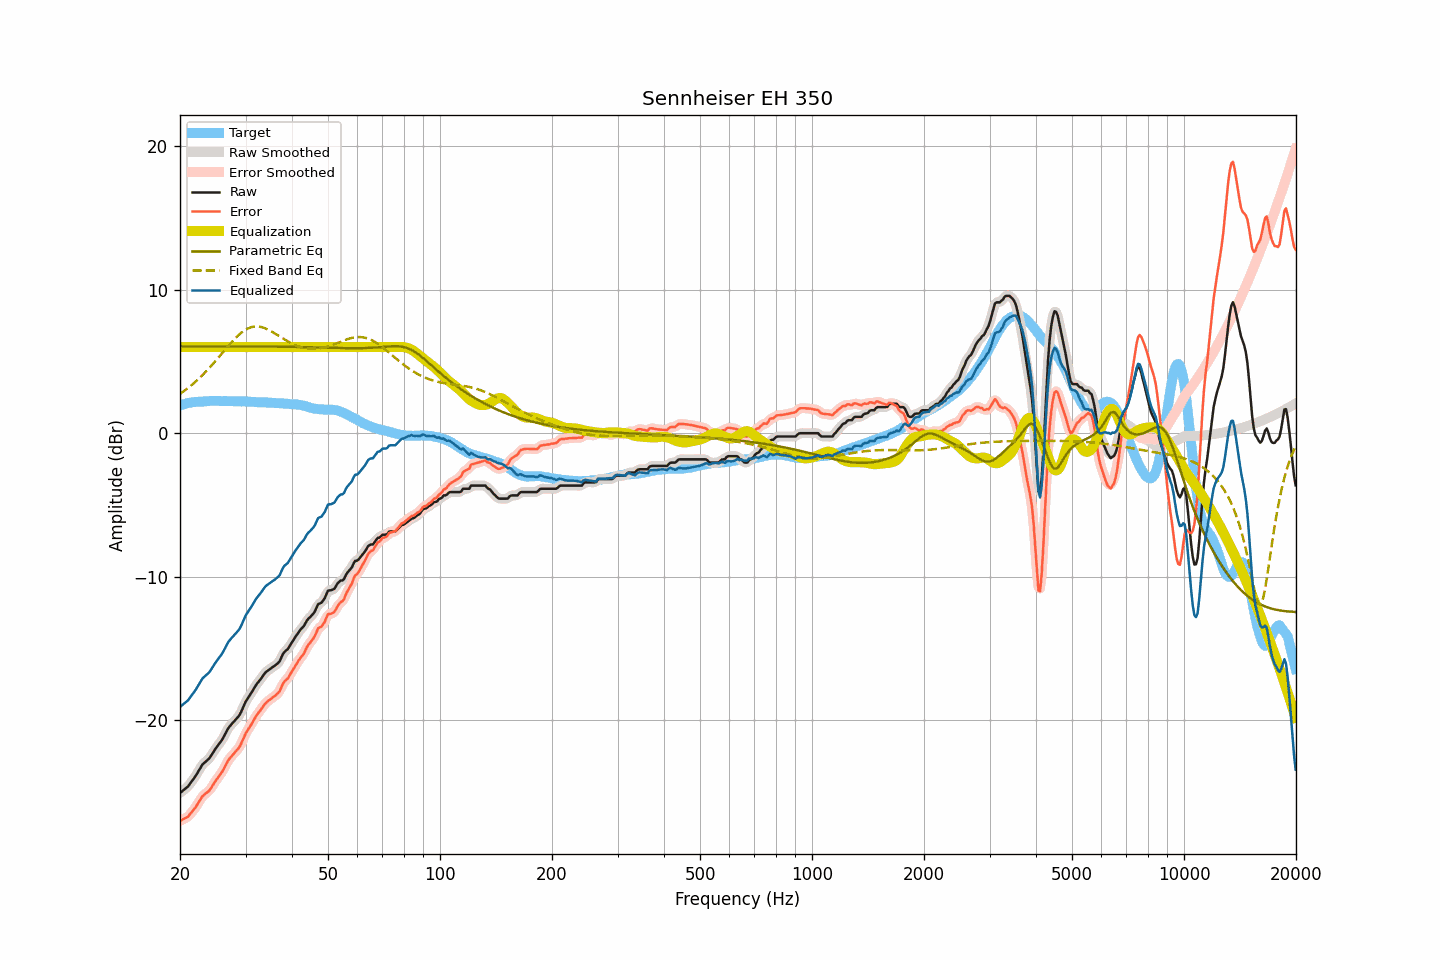 Sennheiser EH 350
Target
Raw Smoothed
Error Smoothed
Raw
Error
Equalization
Parametric Eq
Fixed Band Eq
Equalized
Amplitude (dBr)
20
10
0
−10
−20
20 50 100 200 500 1000 2000 5000 10000 20000
Frequency (Hz)